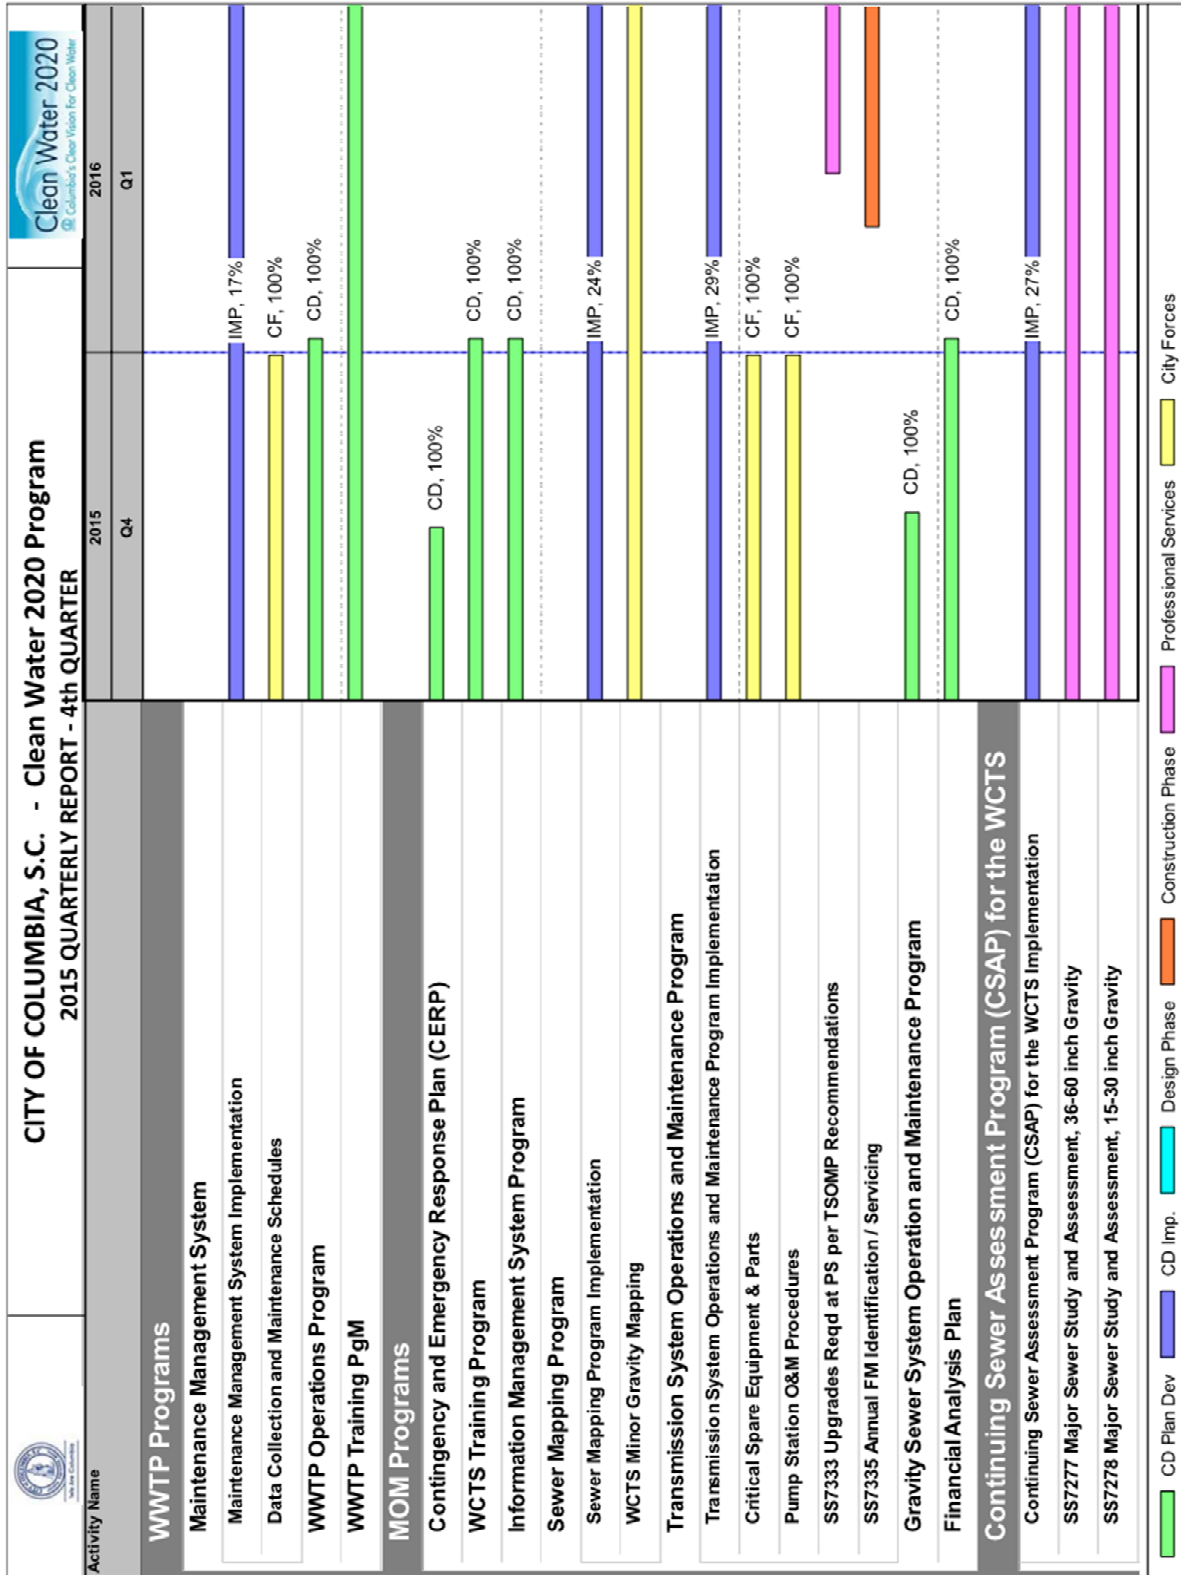 CITY OF COLUMBIA, S.C. - Clean Water 2020 Program
2015 QUARTERLY REPORT - 4th QUARTER
Clean Water 2020
Columbia's Clear Vision For Clean Water
We Are Columbia
Activity Name
2015
2016
Q4
Q1
WWTP Programs
Maintenance Management System
Maintenance Management System Implementation
IMP, 17%
Data Collection and Maintenance Schedules
CF, 100%
WWTP Operations Program
CD, 100%
WWTP Training PgM
MOM Programs
Contingency and Emergency Response Plan (CERP)
CD, 100%
WCTS Training Program
CD, 100%
Information Management System Program
CD, 100%
Sewer Mapping Program
Sewer Mapping Program Implementation
IMP, 24%
WCTS Minor Gravity Mapping
Transmission System Operations and Maintenance Program
Transmission System Operations and Maintenance Program Implementation
IMP, 29%
Critical Spare Equipment & Parts
CF, 100%
Pump Station O&M Procedures
CF, 100%
SS7333 Upgrades Reqd at PS per TSOMP Recommendations
SS7335 Annual FM Identification / Servicing
Gravity Sewer System Operation and Maintenance Program
CD, 100%
Financial Analysis Plan
CD, 100%
Continuing Sewer Assessment Program (CSAP) for the WCTS
Continuing Sewer Assessment Program (CSAP) for the WCTS Implementation
IMP, 27%
SS7277 Major Sewer Study and Assessment, 36-60 inch Gravity
SS7278 Major Sewer Study and Assessment, 15-30 inch Gravity
CD Plan Dev
CD Imp.
Design Phase
Construction Phase
Professional Services
City Forces